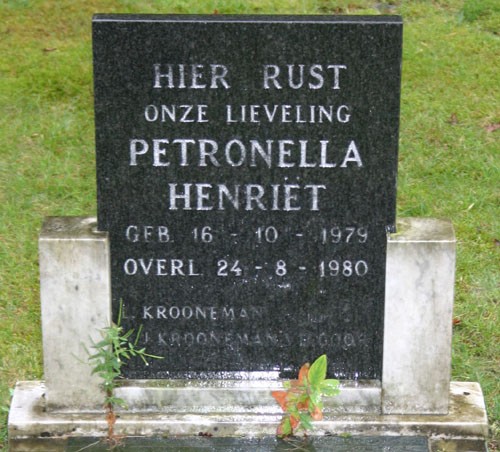 HIER RUST
ONZE LIEVELING
PETRONELLA
HENRIËT
GEB. 16 - 10 - 1979
OVERL 24 - 8 - 1980
KROONEMAN
KROONEMAN